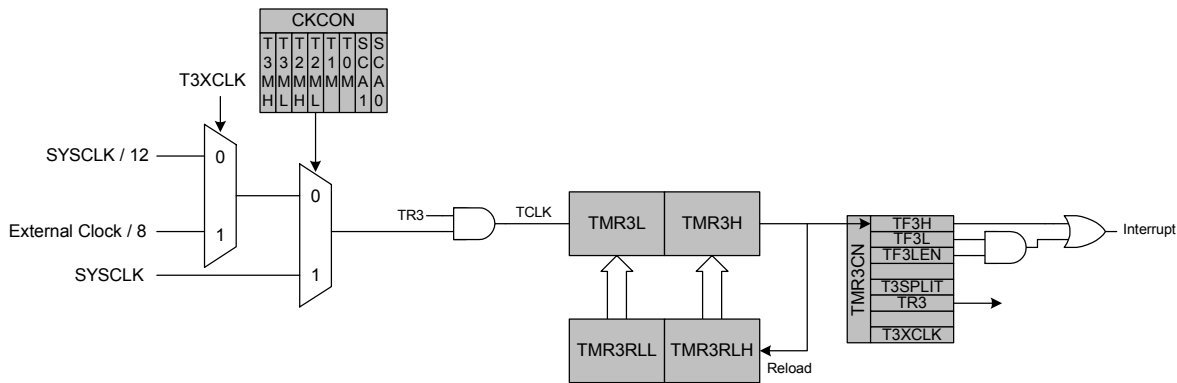 CKCON
T3MH
T3ML
T2MH
T2ML
T1M
T0M
SCA1
SCA0
T3XCLK
SYSCLK / 12
0
External Clock / 8
1
SYSCLK
0
1
TR3
TCLK
TMR3L
TMR3H
TMR3RLL
TMR3RLH
Reload
TMR3CN
TF3H
TF3L
TF3LEN
T3SPLIT
TR3
T3XCLK
Interrupt